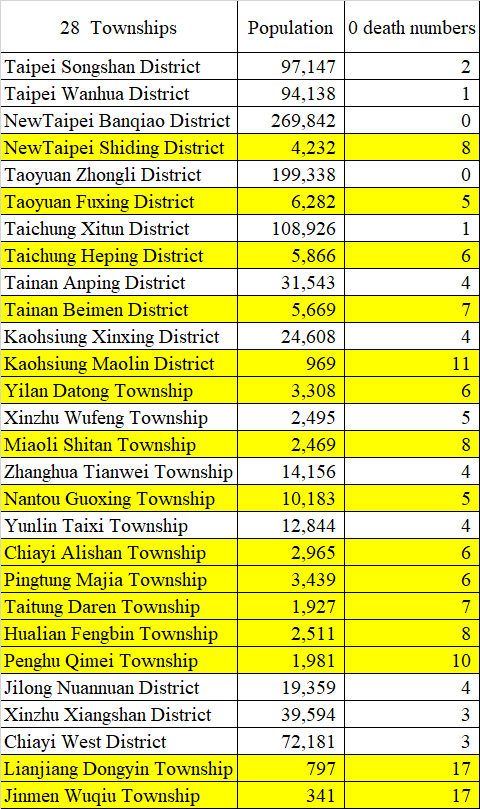 28 Townships Population 0 death numbers
Taipei Songshan District 97,147 2
Taipei Wanhua District 94,138 1
NewTaipei Banqiao District 269,842 0
NewTaipei Shiding District 4,232 8
Taoyuan Zhongli District 199,338 0
Taoyuan Fuxing District 6,282 5
Taichung Xitun District 108,926 1
Taichung Heping District 5,866 6
Tainan Anping District 31,543 4
Tainan Beimen District 5,669 7
Kaohsiung Xinxing District 24,608 4
Kaohsiung Maolin District 969 11
Yilan Datong Township 3,308 6
Xinzhu Wufeng Township 2,495 5
Miaoli Shitan Township 2,469 8
Zhanghua Tianwei Township 14,156 4
Nantou Guoxing Township 10,183 5
Yunlin Taixi Township 12,844 4
Chiayi Alishan Township 2,965 6
Pingtung Majia Township 3,439 6
Taitung Daren Township 1,927 7
Hualian Fengbin Township 2,511 8
Penghu Qimei Township 1,981 10
Jilong Nuannuan District 19,359 4
Xinzhu Xiangshan District 39,594 3
Chiayi West District 72,181 3
Lianjiang Dongyin Township 797 17
Jinmen Wuqiu Township 341 17